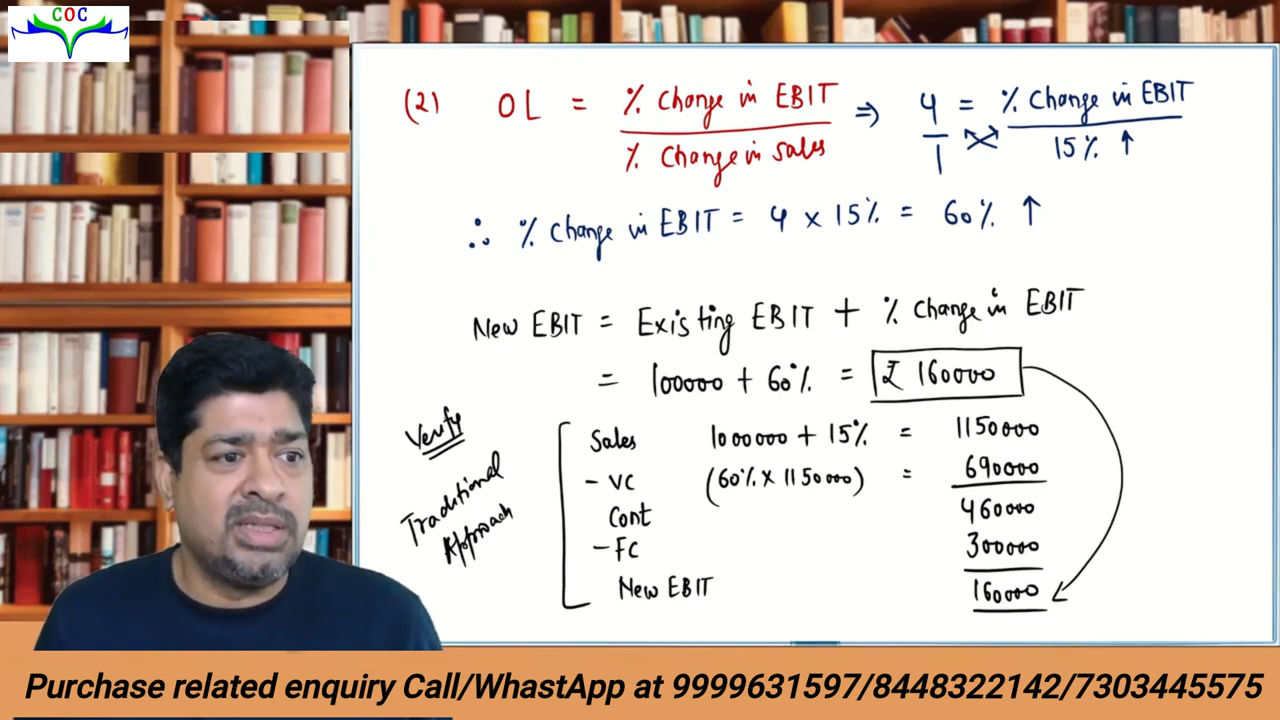 COC
(2) OL = % Change in EBIT / % Change in sales ⇒ 4/1 = % Change in EBIT / 15% ↑
∴ % Change in EBIT = 4 x 15% = 60% ↑
New EBIT = Existing EBIT + % Change in EBIT
= 100000 + 60% = ₹ 160000
Verify
Traditional
Approach
Sales 1000000 + 15% = 1150000
- VC (60% x 1150000) = 690000
Cont 460000
- FC 300000
New EBIT 160000
Purchase related enquiry Call/WhastApp at 9999631597/8448322142/7303445575